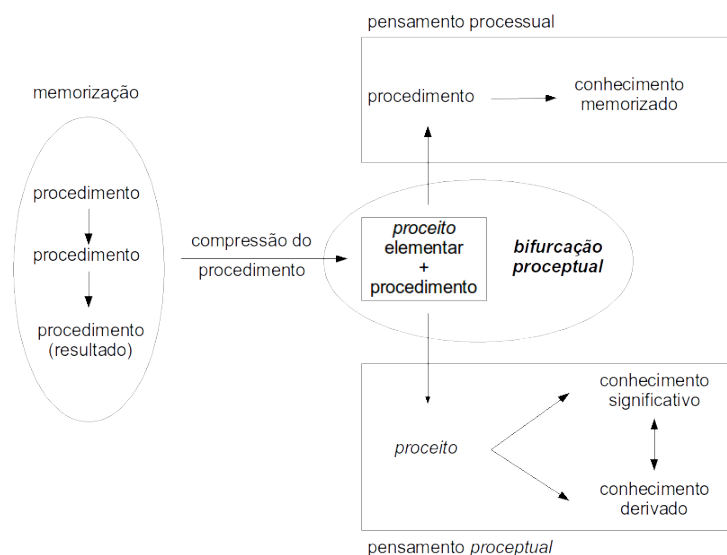 pensamento processual
procedimento
conhecimento
memorizado
memorização
procedimento
procedimento
procedimento
(resultado)
compressão do
procedimento
proceito
elementar
+
procedimento
bifurcação
proceptual
proceito
conhecimento
significativo
conhecimento
derivado
pensamento proceptual